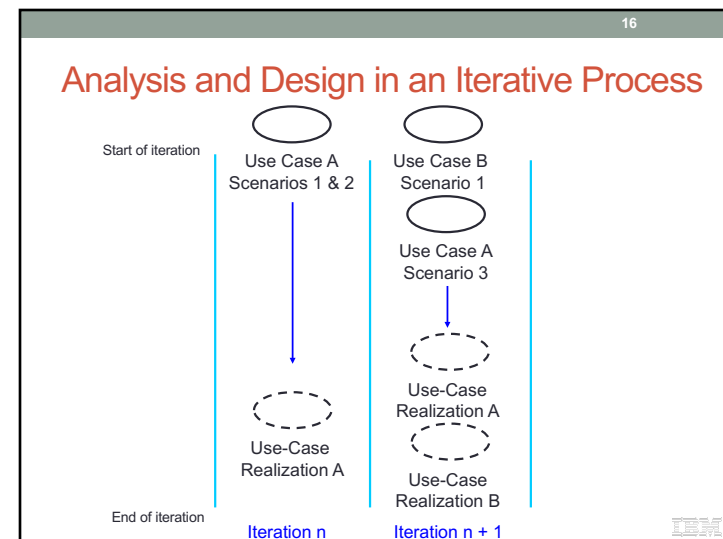 16
Analysis and Design in an Iterative Process
Start of iteration
Use Case A
Scenarios 1 & 2
Use Case B
Scenario 1
Use Case A
Scenario 3
Use-Case
Realization A
Use-Case
Realization A
Use-Case
Realization B
End of iteration
Iteration n
Iteration n + 1
IBM